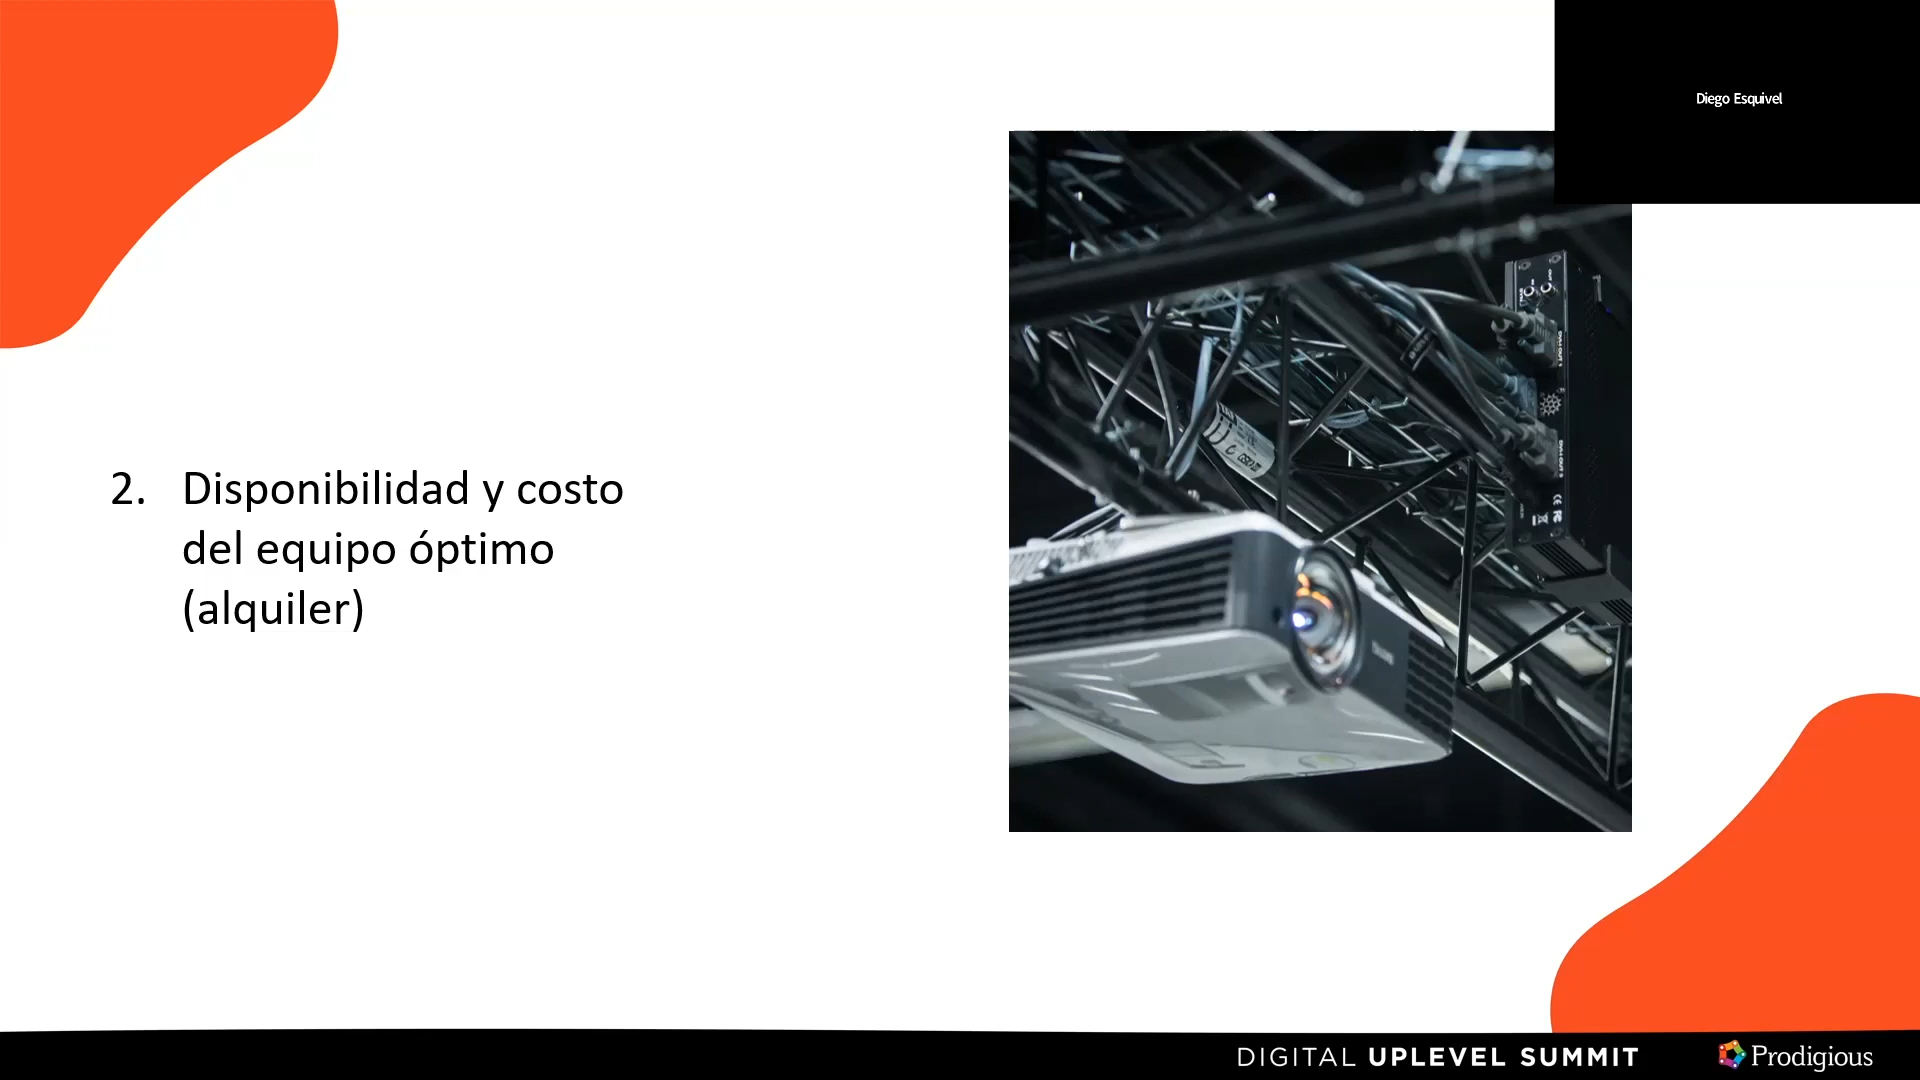 Diego Esquivel
2. Disponibilidad y costo
del equipo óptimo
(alquiler)
DIGITAL UPLEVEL SUMMIT
Prodigious